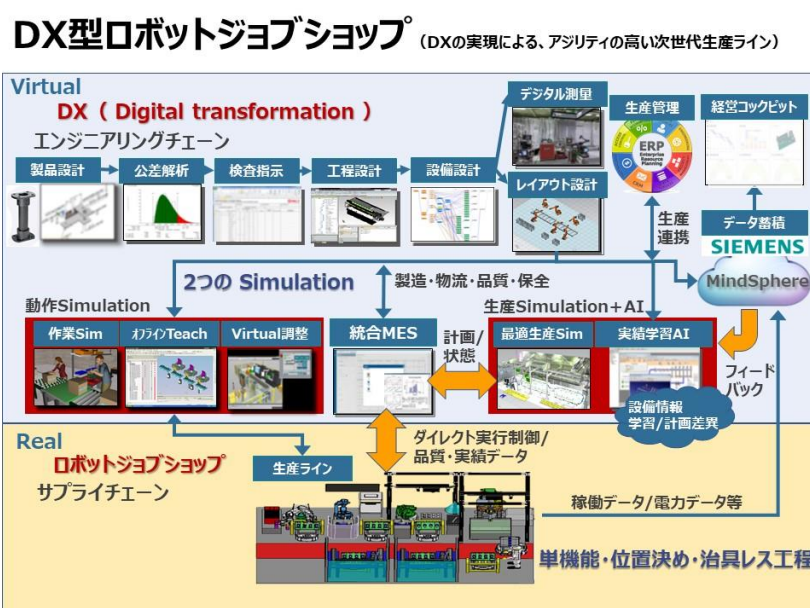 DX型ロボットジョブショップ（DXの実現による、アジリティの高い次世代生産ライン）
Virtual
DX（ Digital transformation ）
エンジニアリングチェーン
製品設計
公差解析
検査指示
工程設計
設備設計
デジタル測量
レイアウト設計
生産管理
ERP
Enterprise
Resource
Planning
経営コックピット
生産
連携
データ蓄積
SIEMENS
MindSphere
2つの Simulation
製造・物流・品質・保全
動作Simulation
作業Sim
オフラインTeach
Virtual調整
統合MES
計画/
状態
生産Simulation+AI
最適生産Sim
実績学習AI
フィード
バック
設備情報
学習/計画差異
Real
ロボットジョブショップ
サプライチェーン
生産ライン
ダイレクト実行制御/
品質・実績データ
稼働データ/電力データ等
単機能・位置決め・治具レス工程